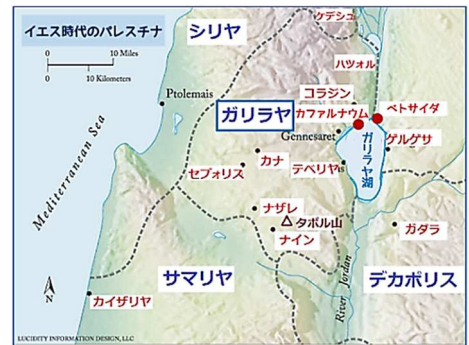 イエス時代のパレスチナ
0 10 Miles
0 10 Kilometers
シリヤ
ケデシュ
ハツォル
Ptolemais
コラジン
ベトサイダ
ガリラヤ
カファルナウム
Gennesaret
ゲルゲサ
ガリラヤ湖
カナ
セフォリス
テベリヤ
Mediterranean Sea
ナザレ
タボル山
ナイン
ガダラ
サマリヤ
デカポリス
River Jordan
N
カイザリヤ
LUCIDITY INFORMATION DESIGN, LLC